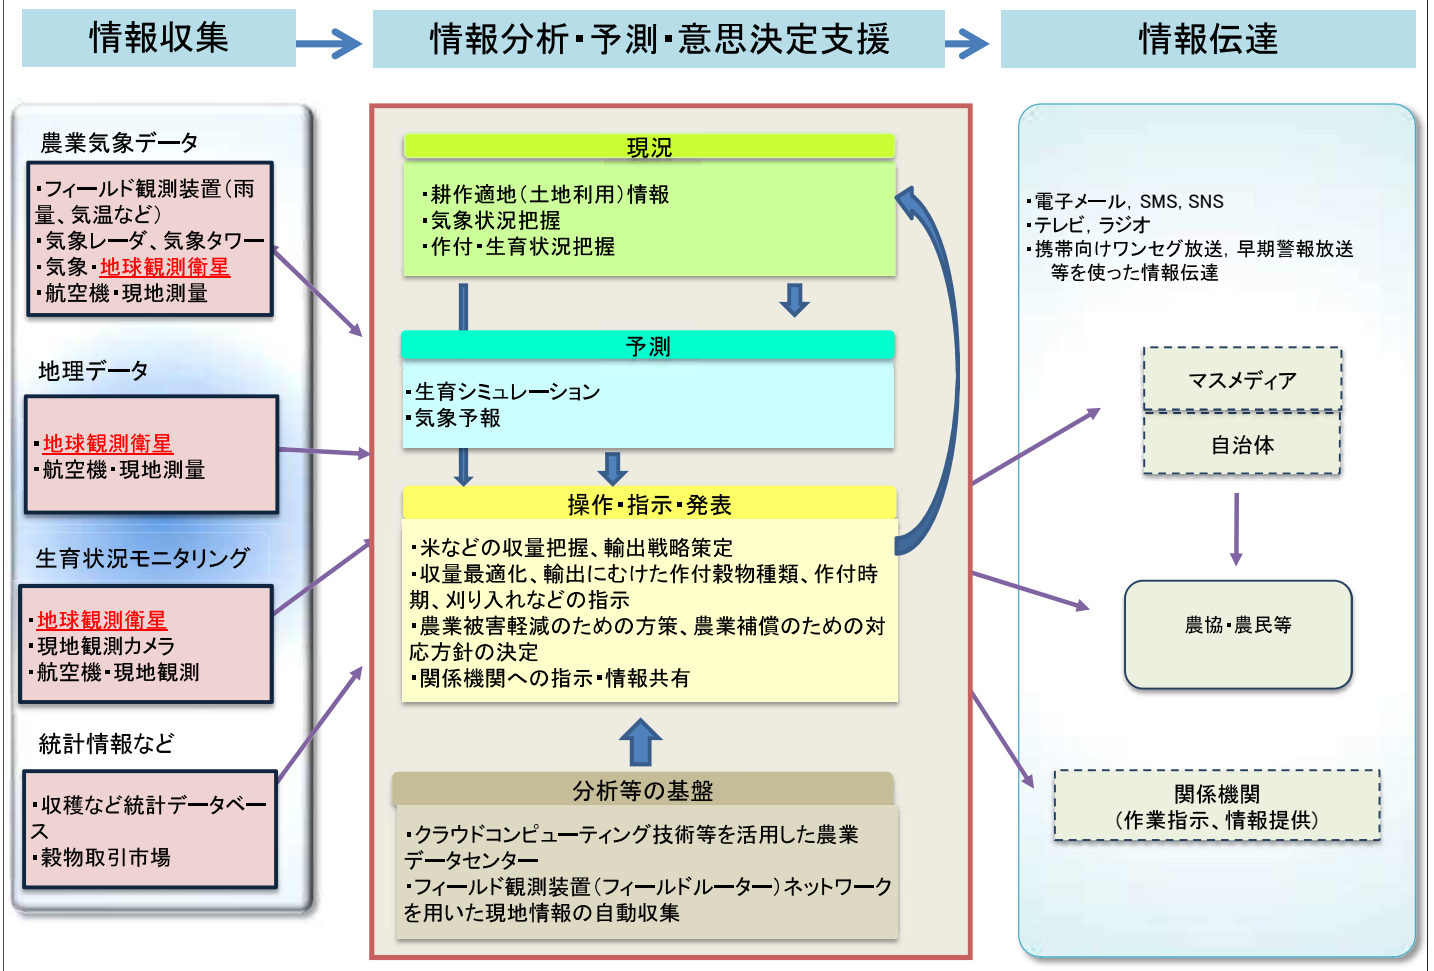 情報収集
情報分析・予測・意思決定支援
情報伝達
農業気象データ
・フィールド観測装置（雨
量、気温など）
・気象レーダ、気象タワー
・気象・地球観測衛星
・航空機・現地測量
地理データ
・地球観測衛星
・航空機・現地測量
生育状況モニタリング
・地球観測衛星
・現地観測カメラ
・航空機・現地観測
統計情報など
・収穫など統計データベー
ス
・穀物取引市場
現況
・耕作適地（土地利用）情報
・気象状況把握
・作付・生育状況把握
予測
・生育シミュレーション
・気象予報
操作・指示・発表
・米などの収量把握、輸出戦略策定
・収量最適化、輸出にむけた作付穀物種類、作付時
期、刈り入れなどの指示
・農業被害軽減のための方策、農業補償のための対
応方針の決定
・関係機関への指示・情報共有
分析等の基盤
・クラウドコンピューティング技術等を活用した農業
データセンター
・フィールド観測装置（フィールドルーター）ネットワーク
を用いた現地情報の自動収集
・電子メール, SMS, SNS
・テレビ, ラジオ
・携帯向けワンセグ放送, 早期警報放送
等を使った情報伝達
マスメディア
自治体
農協・農民等
関係機関
（作業指示、情報提供）